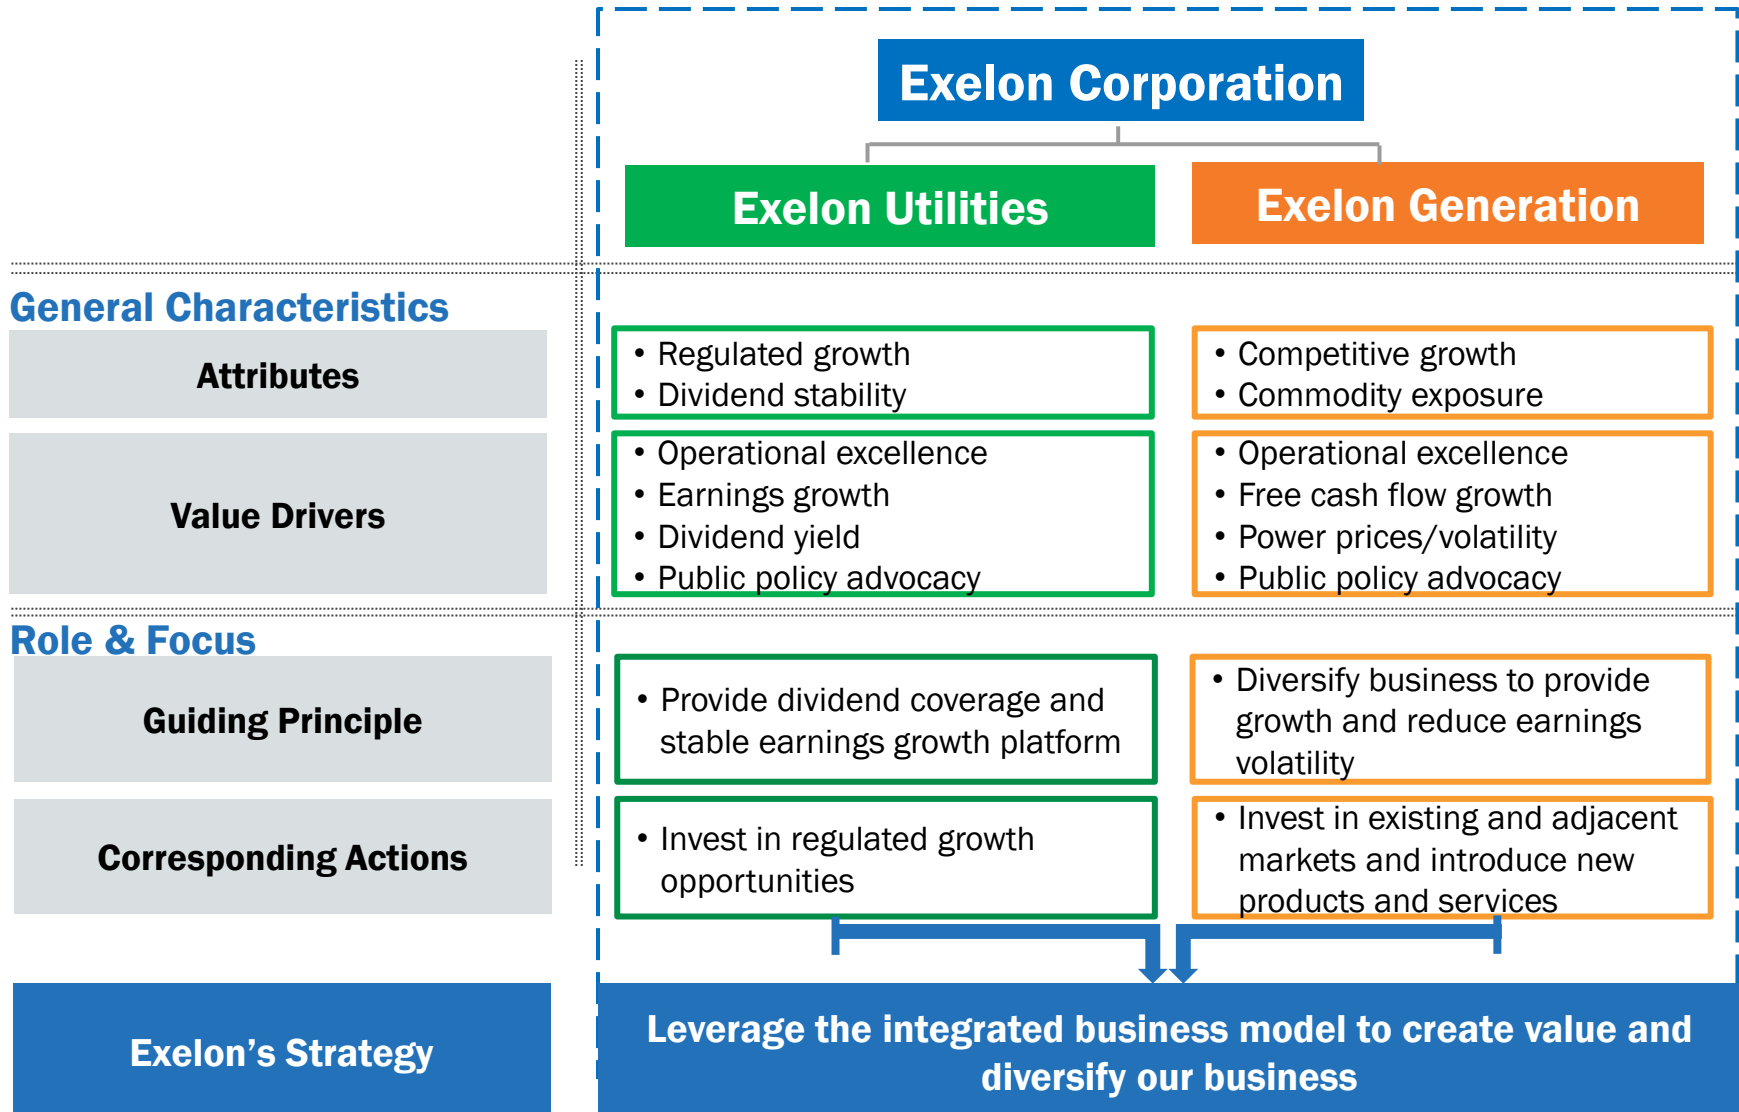 Exelon Corporation
Exelon Utilities
Exelon Generation
General Characteristics
Attributes
• Regulated growth
• Dividend stability
• Competitive growth
• Commodity exposure
Value Drivers
• Operational excellence
• Earnings growth
• Dividend yield
• Public policy advocacy
• Operational excellence
• Free cash flow growth
• Power prices/volatility
• Public policy advocacy
Role & Focus
Guiding Principle
• Provide dividend coverage and
stable earnings growth platform
• Diversify business to provide
growth and reduce earnings
volatility
Corresponding Actions
• Invest in regulated growth
opportunities
• Invest in existing and adjacent
markets and introduce new
products and services
Exelon’s Strategy
Leverage the integrated business model to create value and
diversify our business